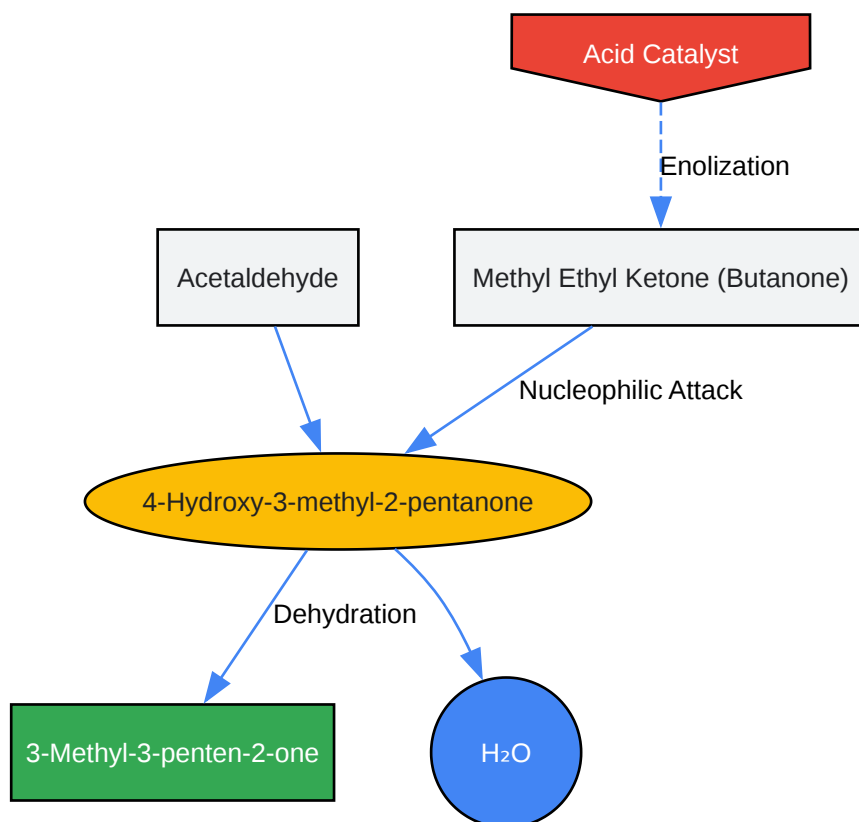 Acid Catalyst
Enolization
Acetaldehyde
Methyl Ethyl Ketone (Butanone)
Nucleophilic Attack
4-Hydroxy-3-methyl-2-pentanone
Dehydration
3-Methyl-3-penten-2-one
H₂O